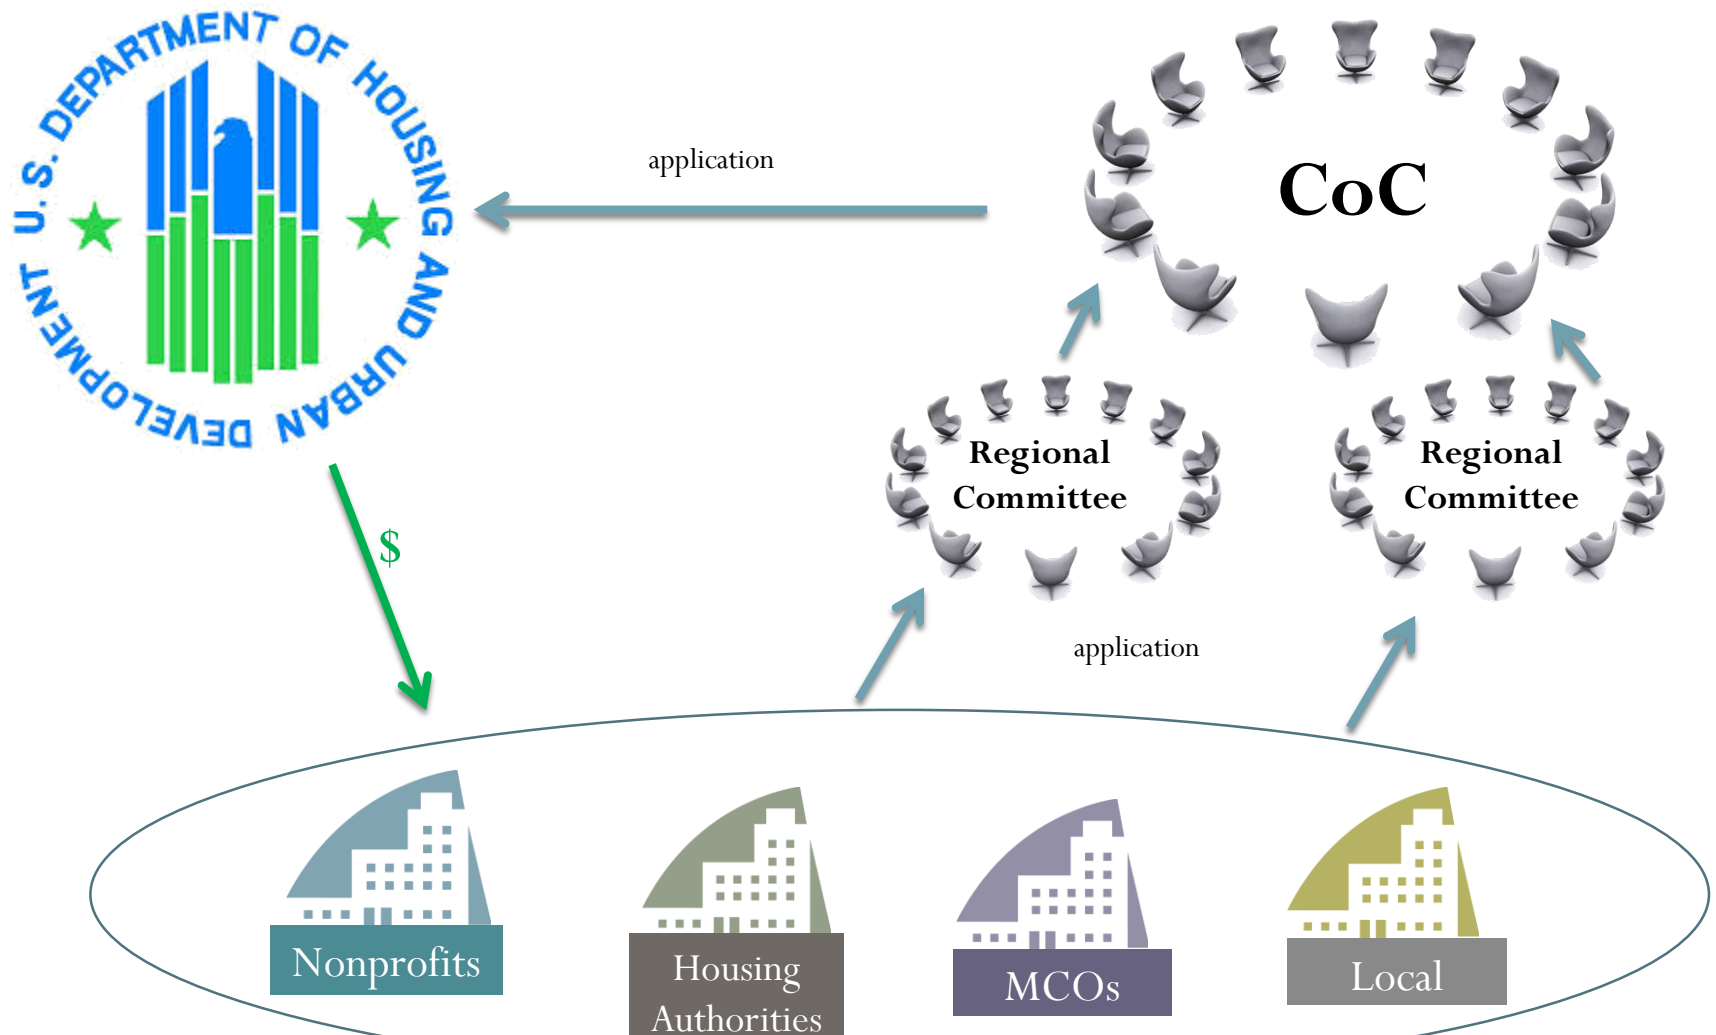 U.S. DEPARTMENT OF HOUSING AND URBAN DEVELOPMENT
application
CoC
Regional
Committee
Regional
Committee
$
application
Nonprofits
Housing
Authorities
MCOs
Local